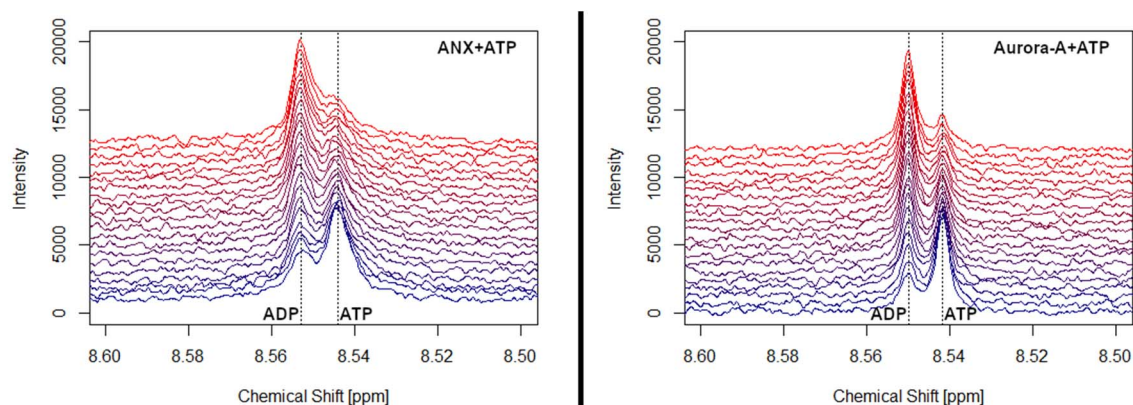 ANX+ATP
20000
15000
10000
5000
0
Intensity
ADP
ATP
8.60
8.58
8.56
8.54
8.52
8.50
Chemical Shift [ppm]
Aurora-A+ATP
20000
15000
10000
5000
0
Intensity
ADP
ATP
8.60
8.58
8.56
8.54
8.52
8.50
Chemical Shift [ppm]